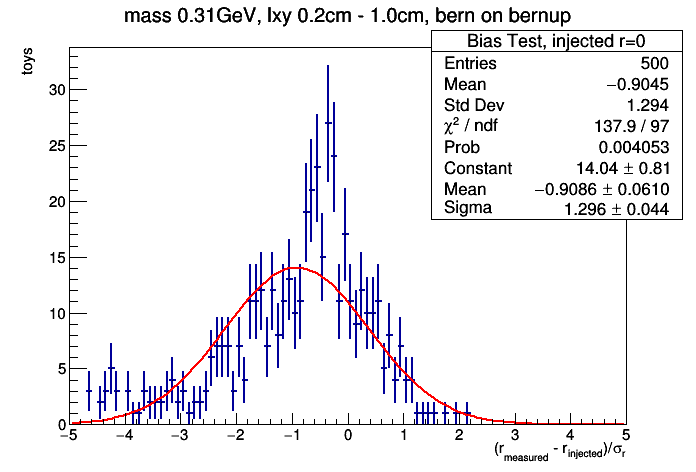 mass 0.31GeV, lxy 0.2cm - 1.0cm, bern on bernup
toys
Bias Test, injected r=0
Entries 500
Mean −0.9045
Std Dev 1.294
χ² / ndf 137.9 / 97
Prob 0.004053
Constant 14.04 ± 0.81
Mean −0.9086 ± 0.0610
Sigma 1.296 ± 0.044
30
25
20
15
10
5
0
−5 −4 −3 −2 −1 0 1 2 3 4 5
(r_measured - r_injected)/σ_r